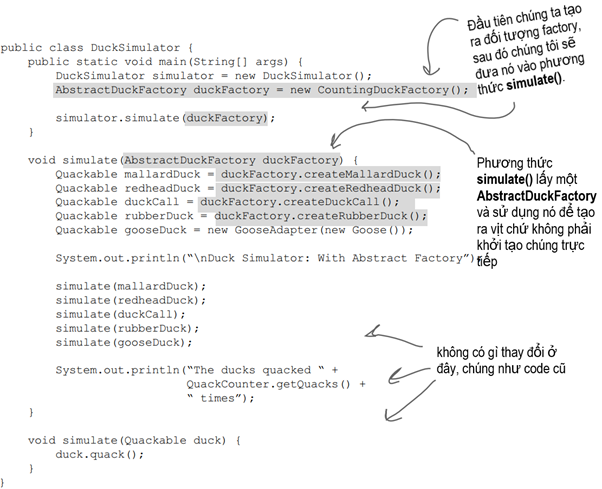 public class DuckSimulator {
public static void main(String[] args) {
DuckSimulator simulator = new DuckSimulator();
AbstractDuckFactory duckFactory = new CountingDuckFactory();
simulator.simulate(duckFactory);
}
void simulate(AbstractDuckFactory duckFactory) {
Quackable mallardDuck = duckFactory.createMallardDuck();
Quackable redheadDuck = duckFactory.createRedheadDuck();
Quackable duckCall = duckFactory.createDuckCall();
Quackable rubberDuck = duckFactory.createRubberDuck();
Quackable gooseDuck = new GooseAdapter(new Goose());
System.out.println(“\nDuck Simulator: With Abstract Factory”)
simulate(mallardDuck);
simulate(redheadDuck);
simulate(duckCall);
simulate(rubberDuck);
simulate(gooseDuck);
System.out.println(“The ducks quacked “ +
QuackCounter.getQuacks() +
“ times”);
}
void simulate(Quackable duck) {
duck.quack();
}
}
Đầu tiên chúng ta tạo
ra đối tượng factory,
sau đó chúng tôi sẽ
đưa nó vào phương
thức simulate().
Phương thức
simulate() lấy một
AbstractDuckFactory
và sử dụng nó để tạo
ra vịt chứ không phải
khởi tạo chúng trực
tiếp
không có gì thay đổi ở
đây, chúng như code cũ